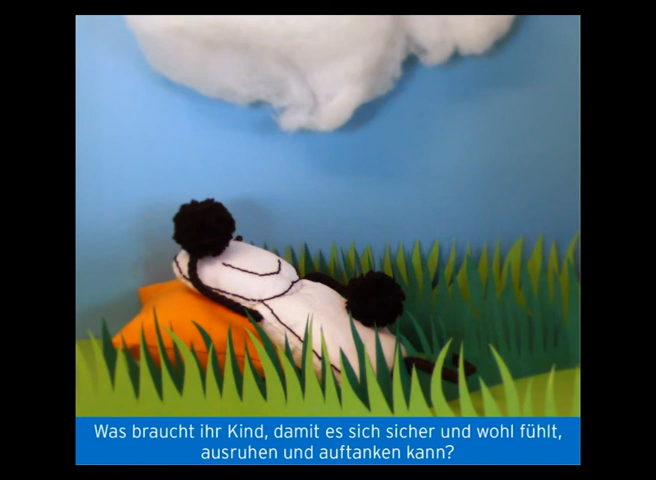 Was braucht ihr Kind, damit es sich sicher und wohl fühlt,
ausruhen und auftanken kann?